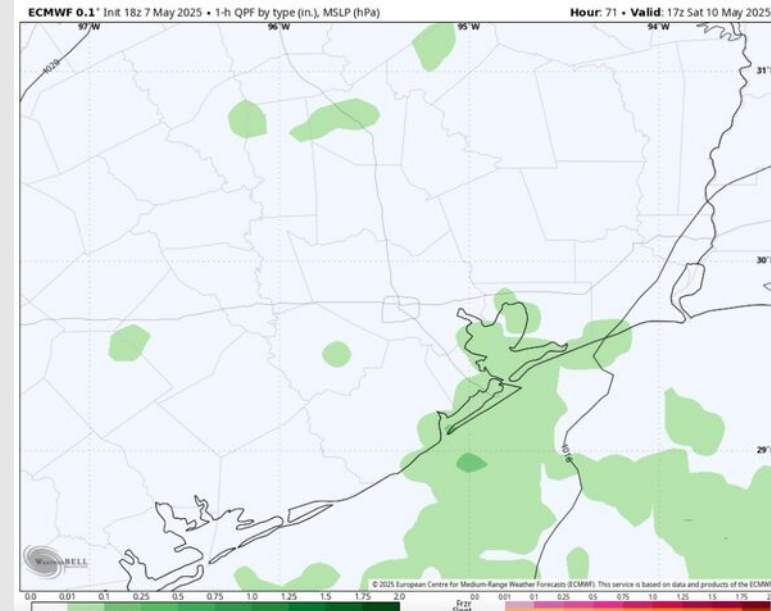 ECMWF 0.1° Init 18z 7 May 2025 • 1-h QPF by type (in.), MSLP (hPa) Hour: 71 • Valid: 17z Sat 10 May 2025
97°W 96°W 95°W 94°W
1020
31°
30°
29°
1018
WeatherBELL
© 2025 European Centre for Medium-Range Weather Forecasts (ECMWF). This service is based on data and products of the ECMWF
0.0 0.01 0.1 0.25 0.5 0.75 1.0 1.25 1.5 1.75 2.0
Frzr 0.0 0.01 0.1 0.25 0.5 0.75 1.0 1.25 1.5 1.75